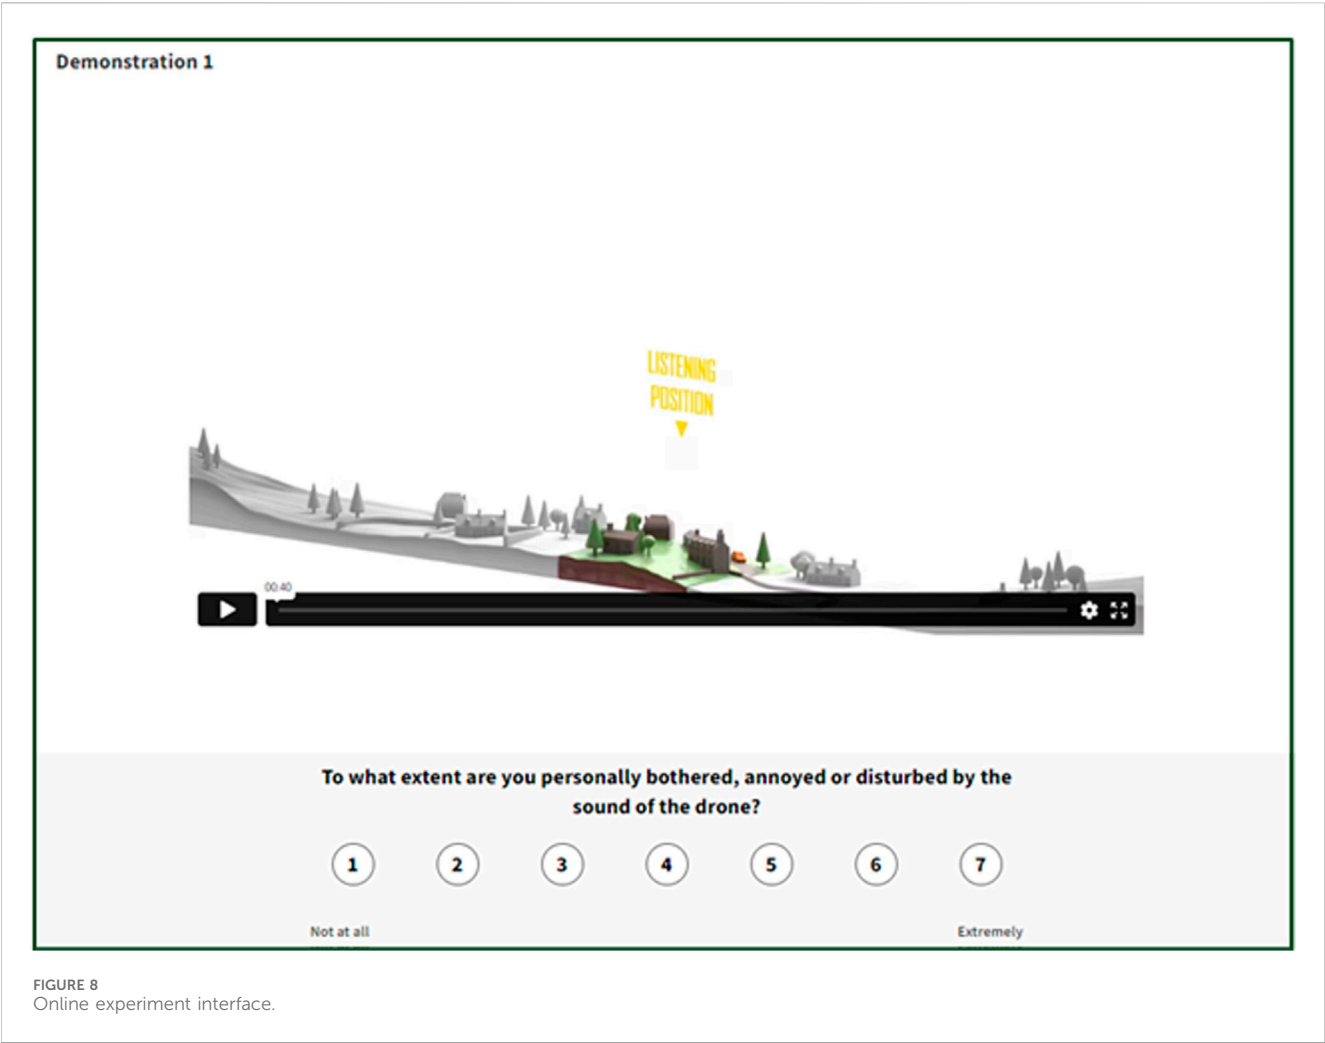 Demonstration 1
LISTENING
POSITION
00:40
To what extent are you personally bothered, annoyed or disturbed by the
sound of the drone?
1 2 3 4 5 6 7
Not at all Extremely
FIGURE 8
Online experiment interface.